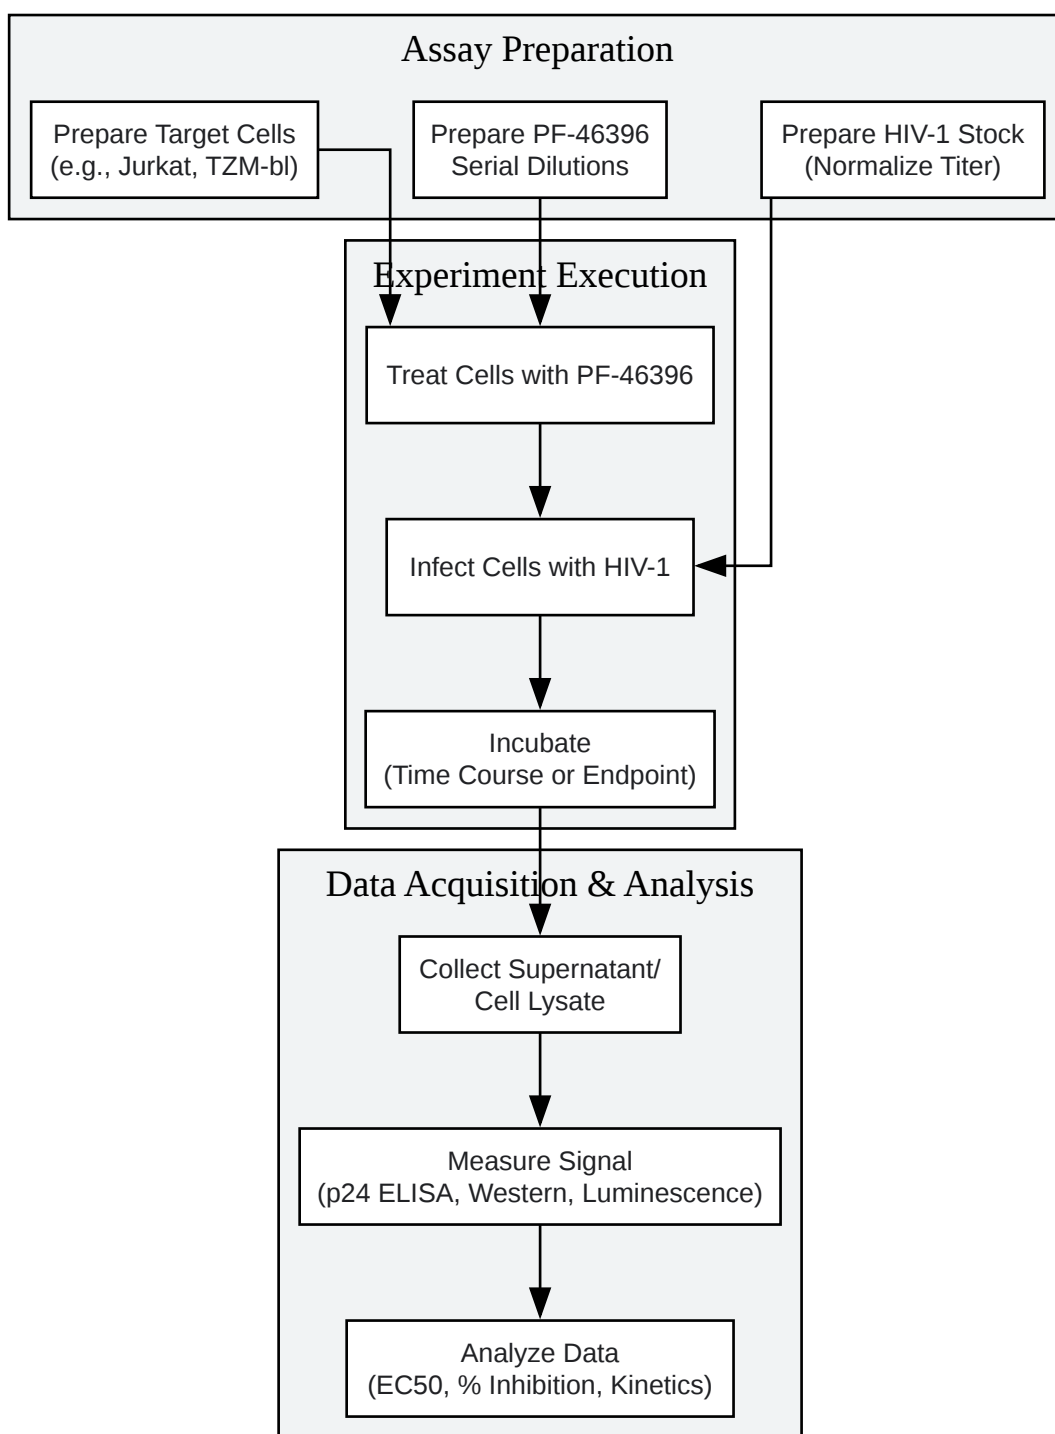 Assay Preparation
Prepare Target Cells
(e.g., Jurkat, TZM-bl)
Prepare PF-46396
Serial Dilutions
Prepare HIV-1 Stock
(Normalize Titer)
Experiment Execution
Treat Cells with PF-46396
Infect Cells with HIV-1
Incubate
(Time Course or Endpoint)
Data Acquisition & Analysis
Collect Supernatant/
Cell Lysate
Measure Signal
(p24 ELISA, Western, Luminescence)
Analyze Data
(EC50, % Inhibition, Kinetics)